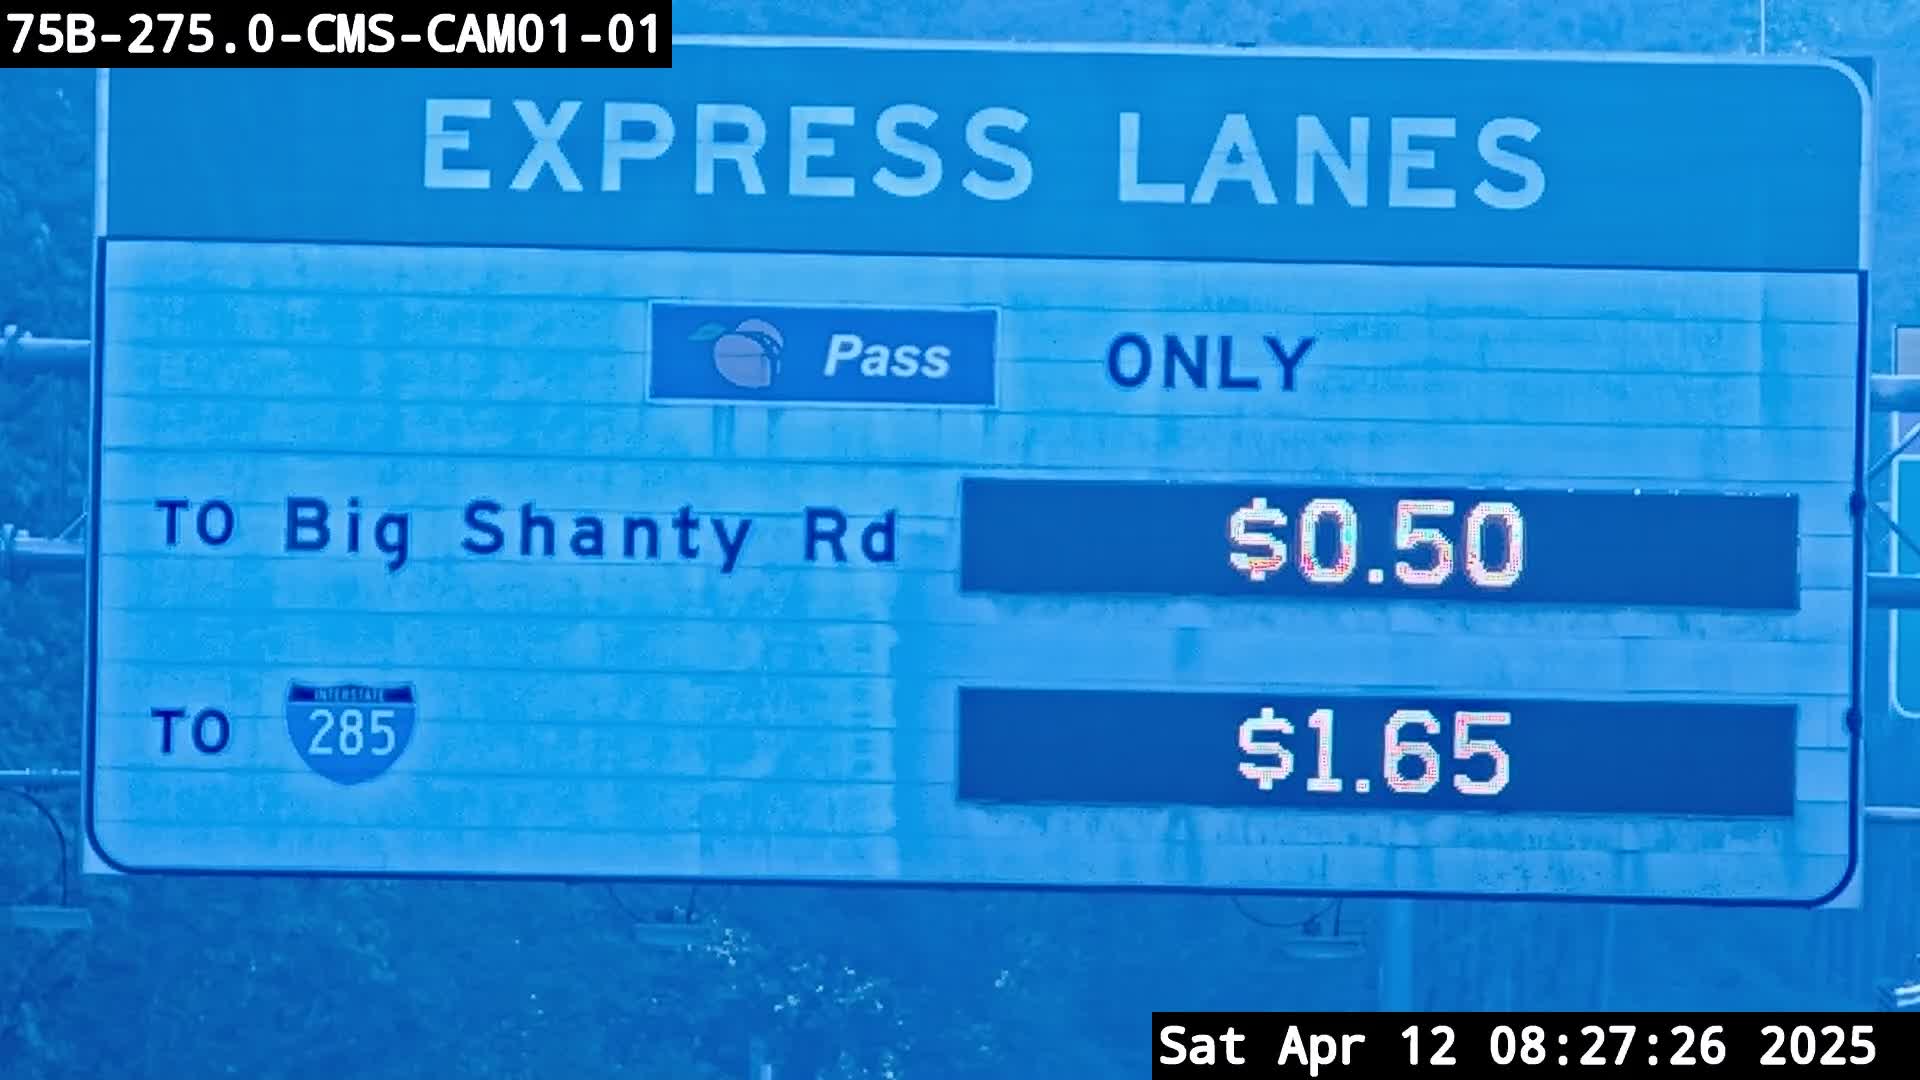 75B-275.0-CMS-CAM01-01
EXPRESS LANES
Pass ONLY
TO Big Shanty Rd $0.50
TO INTERSTATE 285 $1.65
Sat Apr 12 08:27:26 2025